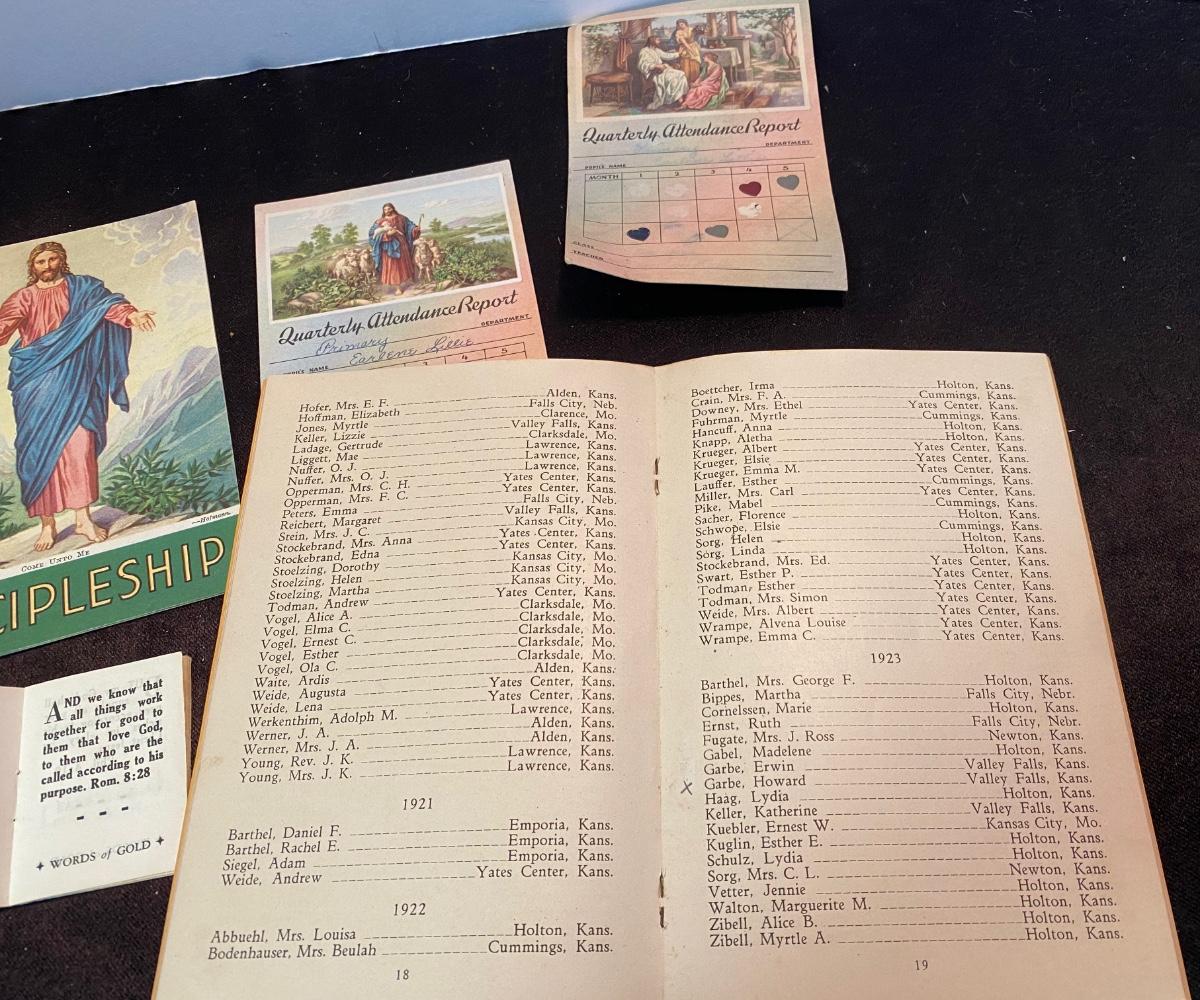 Quarterly Attendance Report
DEPARTMENT
PUPIL'S NAME
MONTH 1 2 3 4 5
CLASS
TEACHER
Quarterly Attendance Report
DEPARTMENT
Primary
Earlene Lillie
PUPIL'S NAME
3 4 5
—Hofmann
COME UNTO ME
CIPLESHIP
AND we know that
all things work
together for good to
them that love God,
to them who are the
called according to his
purpose. Rom. 8:28
- - -
✦ WORDS of GOLD ✦
Hofer, Mrs. E. F. Alden, Kans.
Hoffman, Elizabeth Falls City, Neb.
Jones, Myrtle Clarence, Mo.
Keller, Lizzie Valley Falls, Kans.
Ladage, Gertrude Clarksdale, Mo.
Liggett, Mae Lawrence, Kans.
Nuffer, O. J. Lawrence, Kans.
Nuffer, Mrs. O. J. Lawrence, Kans.
Opperman, Mrs. C. H. Yates Center, Kans.
Opperman, Mrs. F. C. Yates Center, Kans.
Peters, Emma Falls City, Neb.
Reichert, Margaret Valley Falls, Kans.
Stein, Mrs. J. C. Kansas City, Mo.
Stockebrand, Mrs. Anna Yates Center, Kans.
Stockebrand, Edna Yates Center, Kans.
Stoelzing, Dorothy Kansas City, Mo.
Stoelzing, Helen Kansas City, Mo.
Stoelzing, Martha Kansas City, Mo.
Todman, Andrew Yates Center, Kans.
Vogel, Alice A. Clarksdale, Mo.
Vogel, Elma C. Clarksdale, Mo.
Vogel, Ernest C. Clarksdale, Mo.
Vogel, Esther Clarksdale, Mo.
Vogel, Ola C. Clarksdale, Mo.
Waite, Ardis Alden, Kans.
Weide, Augusta Yates Center, Kans.
Weide, Lena Yates Center, Kans.
Werkenthim, Adolph M. Lawrence, Kans.
Werner, J. A. Alden, Kans.
Werner, Mrs. J. A. Alden, Kans.
Young, Rev. J. K. Lawrence, Kans.
Young, Mrs. J. K. Lawrence, Kans.
1921
Barthel, Daniel F. Emporia, Kans.
Barthel, Rachel E. Emporia, Kans.
Siegel, Adam Emporia, Kans.
Weide, Andrew Yates Center, Kans.
1922
Abbuehl, Mrs. Louisa Holton, Kans.
Bodenhauser, Mrs. Beulah Cummings, Kans.
18
Boettcher, Irma Holton, Kans.
Crain, Mrs. F. A. Cummings, Kans.
Downey, Mrs. Ethel Yates Center, Kans.
Fuhrman, Myrtle Cummings, Kans.
Hancuff, Anna Holton, Kans.
Knapp, Aletha Holton, Kans.
Krueger, Albert Yates Center, Kans.
Krueger, Elsie Yates Center, Kans.
Krueger, Emma M. Yates Center, Kans.
Lauffer, Esther Cummings, Kans.
Miller, Mrs. Carl Yates Center, Kans.
Pike, Mabel Cummings, Kans.
Sacher, Florence Holton, Kans.
Schwope, Elsie Cummings, Kans.
Sorg, Helen Holton, Kans.
Sorg, Linda Holton, Kans.
Stockebrand, Mrs. Ed. Yates Center, Kans.
Swart, Esther P. Yates Center, Kans.
Todman, Esther Yates Center, Kans.
Todman, Mrs. Simon Yates Center, Kans.
Weide, Mrs. Albert Yates Center, Kans.
Wrampe, Alvena Louise Yates Center, Kans.
Wrampe, Emma C. Yates Center, Kans.
1923
Barthel, Mrs. George F. Holton, Kans.
Bippes, Martha Falls City, Nebr.
Cornelssen, Marie Holton, Kans.
Ernst, Ruth Falls City, Nebr.
Fugate, Mrs. J. Ross Newton, Kans.
Gabel, Madelene Holton, Kans.
Garbe, Erwin Valley Falls, Kans.
x Garbe, Howard Valley Falls, Kans.
Haag, Lydia Holton, Kans.
Keller, Katherine Valley Falls, Kans.
Kuebler, Ernest W. Kansas City, Mo.
Kuglin, Esther E. Holton, Kans.
Schulz, Lydia Holton, Kans.
Sorg, Mrs. C. L. Newton, Kans.
Vetter, Jennie Holton, Kans.
Walton, Marguerite M. Holton, Kans.
Zibell, Alice B. Holton, Kans.
Zibell, Myrtle A. Holton, Kans.
19